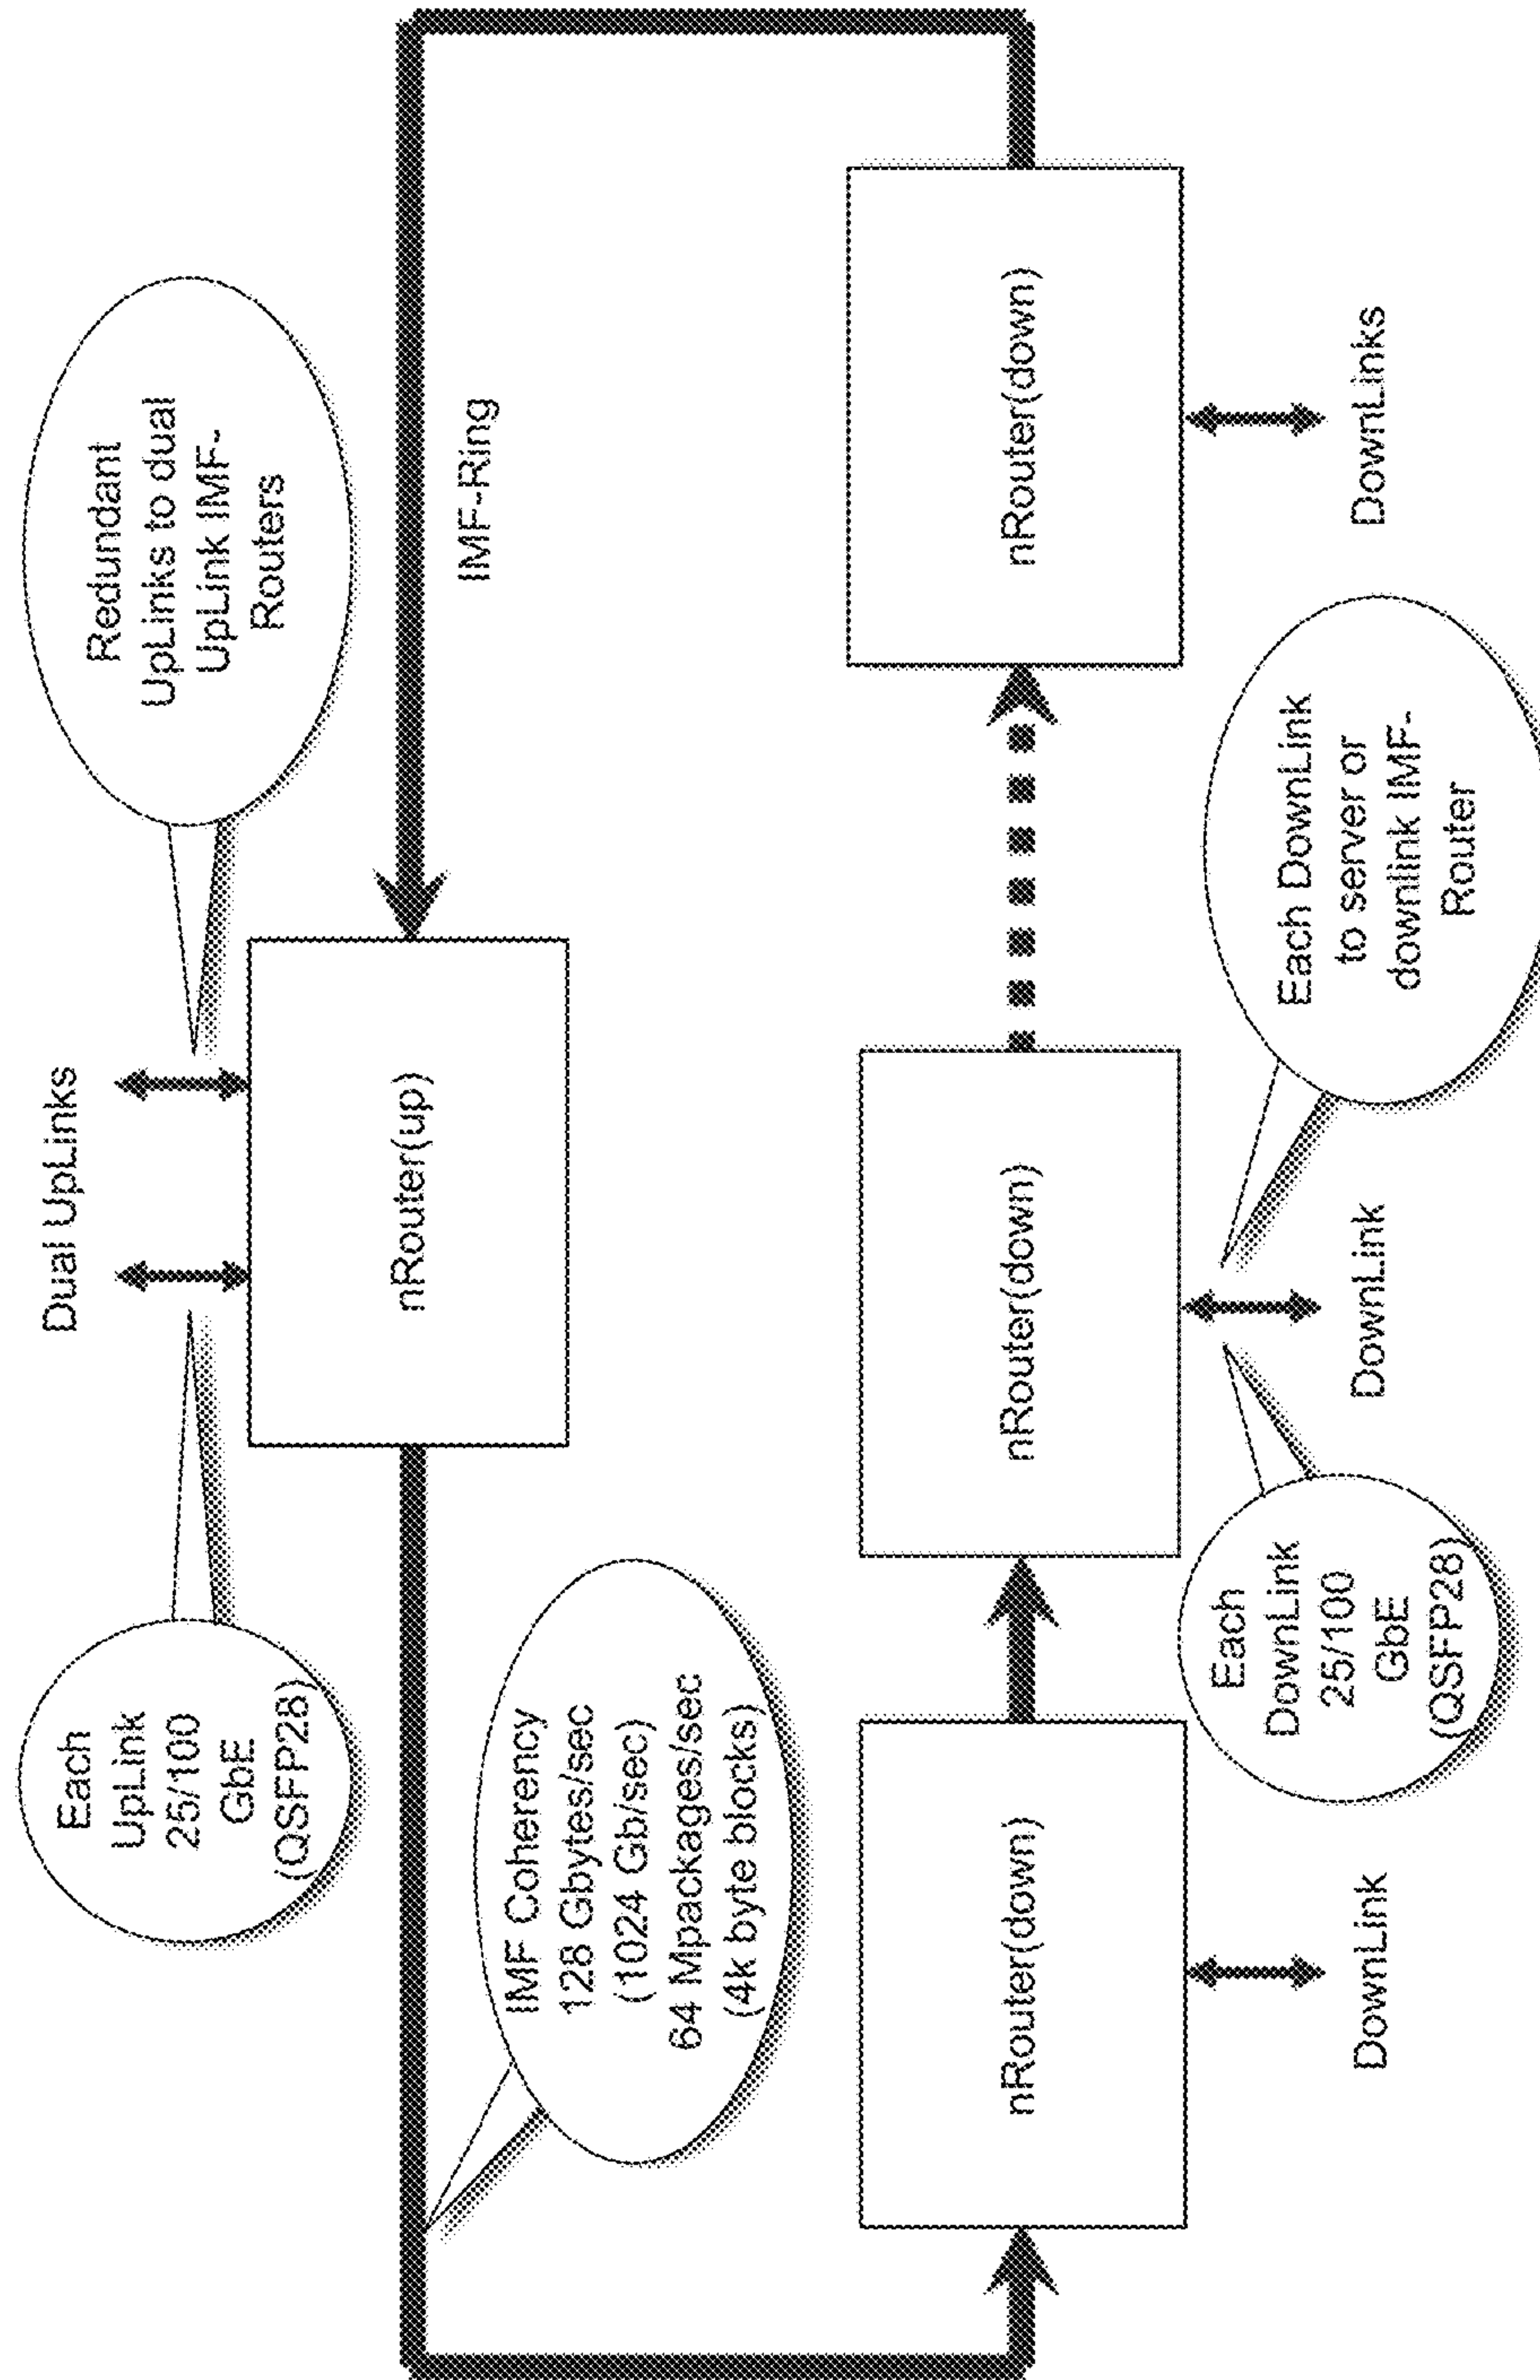 Dual UpLinks
Each
UpLink
25/100
GbE
(QSFP28)
Redundant
UpLinks to dual
UpLink IMF-
Routers
nRouter(up)
IMF-Ring
IMF Coherency
128 Gbytes/sec
(1024 Gb/sec)
64 Mpackages/sec
(4k byte blocks)
nRouter(down)
nRouter(down)
nRouter(down)
Each
DownLink
25/100
GbE
(QSFP28)
Each DownLink
to server or
downlink IMF-
Router
DownLink
DownLink
DownLinks